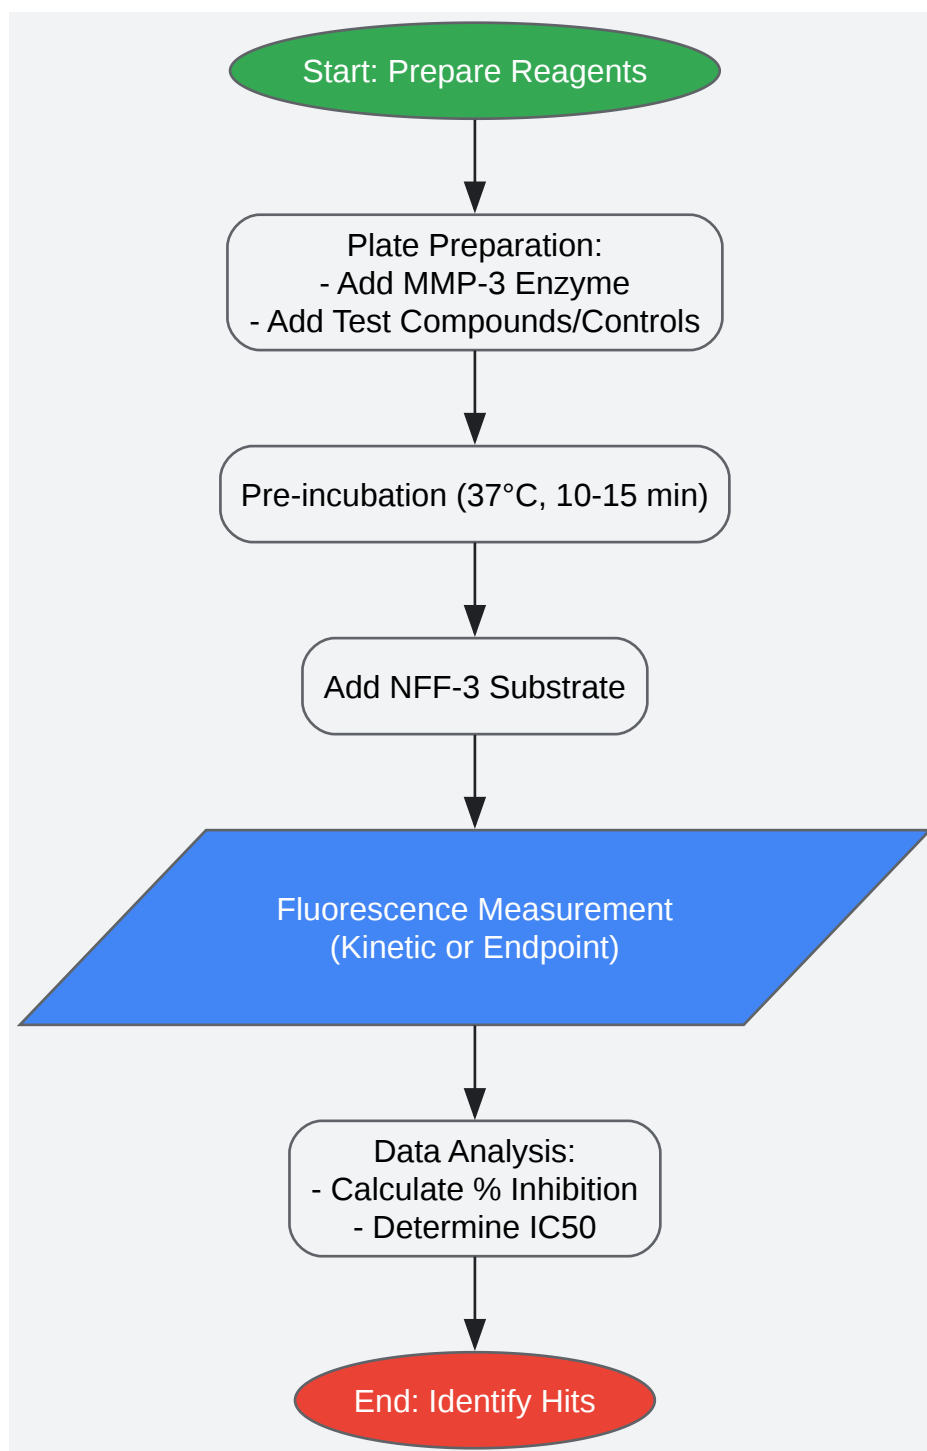 Start: Prepare Reagents
Plate Preparation:
- Add MMP-3 Enzyme
- Add Test Compounds/Controls
Pre-incubation (37°C, 10-15 min)
Add NFF-3 Substrate
Fluorescence Measurement
(Kinetic or Endpoint)
Data Analysis:
- Calculate % Inhibition
- Determine IC50
End: Identify Hits